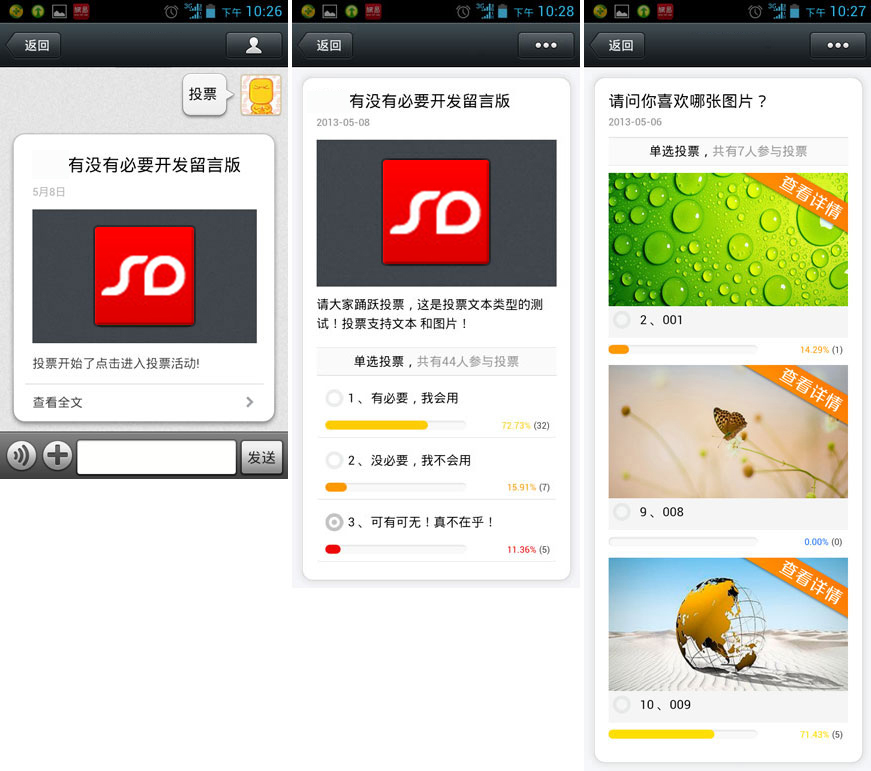 下午 10:26
返回
投票
有没有必要开发留言版
5月8日
SD
投票开始了点击进入投票活动!
查看全文
发送
3G 下午 10:28
返回
有没有必要开发留言版
2013-05-08
SD
请大家踊跃投票，这是投票文本类型的测
试！投票支持文本 和图片！
单选投票，共有44人参与投票
1、有必要，我会用
72.73% (32)
2、没必要，我不会用
15.91% (7)
3、可有可无！真不在乎！
11.36% (5)
3G 下午 10:27
返回
请问你喜欢哪张图片？
2013-05-06
单选投票，共有7人参与投票
查看详情
2、001
14.29% (1)
查看详情
9、008
0.00% (0)
查看详情
10、009
71.43% (5)